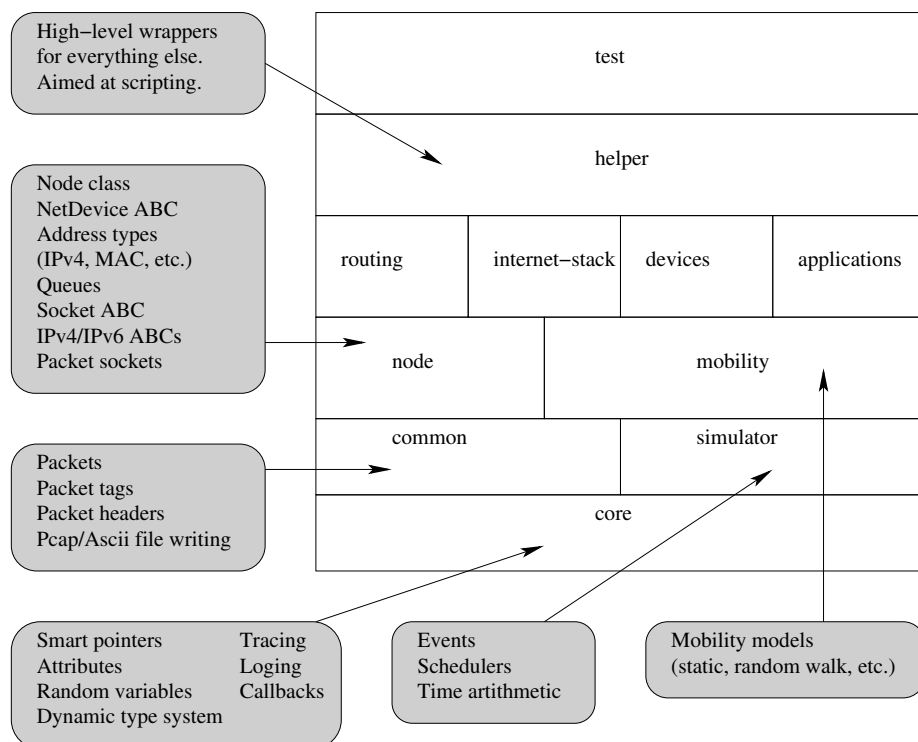 High−level wrappers
for everything else.
Aimed at scripting.
test
helper
Node class
NetDevice ABC
Address types
(IPv4, MAC, etc.)
Queues
Socket ABC
IPv4/IPv6 ABCs
Packet sockets
routing
internet−stack
devices
applications
node
mobility
common
simulator
Packets
Packet tags
Packet headers
Pcap/Ascii file writing
core
Smart pointers
Attributes
Random variables
Dynamic type system
Tracing
Loging
Callbacks
Events
Schedulers
Time artithmetic
Mobility models
(static, random walk, etc.)